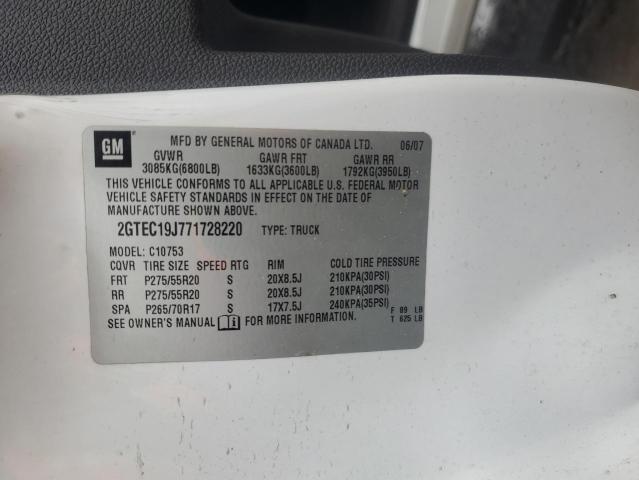 GM
MFD BY GENERAL MOTORS OF CANADA LTD. 06/07
GVWR GAWR FRT GAWR RR
3085KG(6800LB) 1633KG(3600LB) 1792KG(3950LB)
THIS VEHICLE CONFORMS TO ALL APPLICABLE U.S. FEDERAL MOTOR
VEHICLE SAFETY STANDARDS IN EFFECT ON THE DATE OF
MANUFACTURE SHOWN ABOVE.
2GTEC19J771728220 TYPE: TRUCK
MODEL: C10753
CQVR TIRE SIZE SPEED RTG RIM COLD TIRE PRESSURE
FRT P275/55R20 S 20X8.5J 210KPA(30PSI)
RR P275/55R20 S 20X8.5J 210KPA(30PSI)
SPA P265/70R17 S 17X7.5J 240KPA(35PSI)
SEE OWNER'S MANUAL FOR MORE INFORMATION.
F 89 LB
T 625 LB